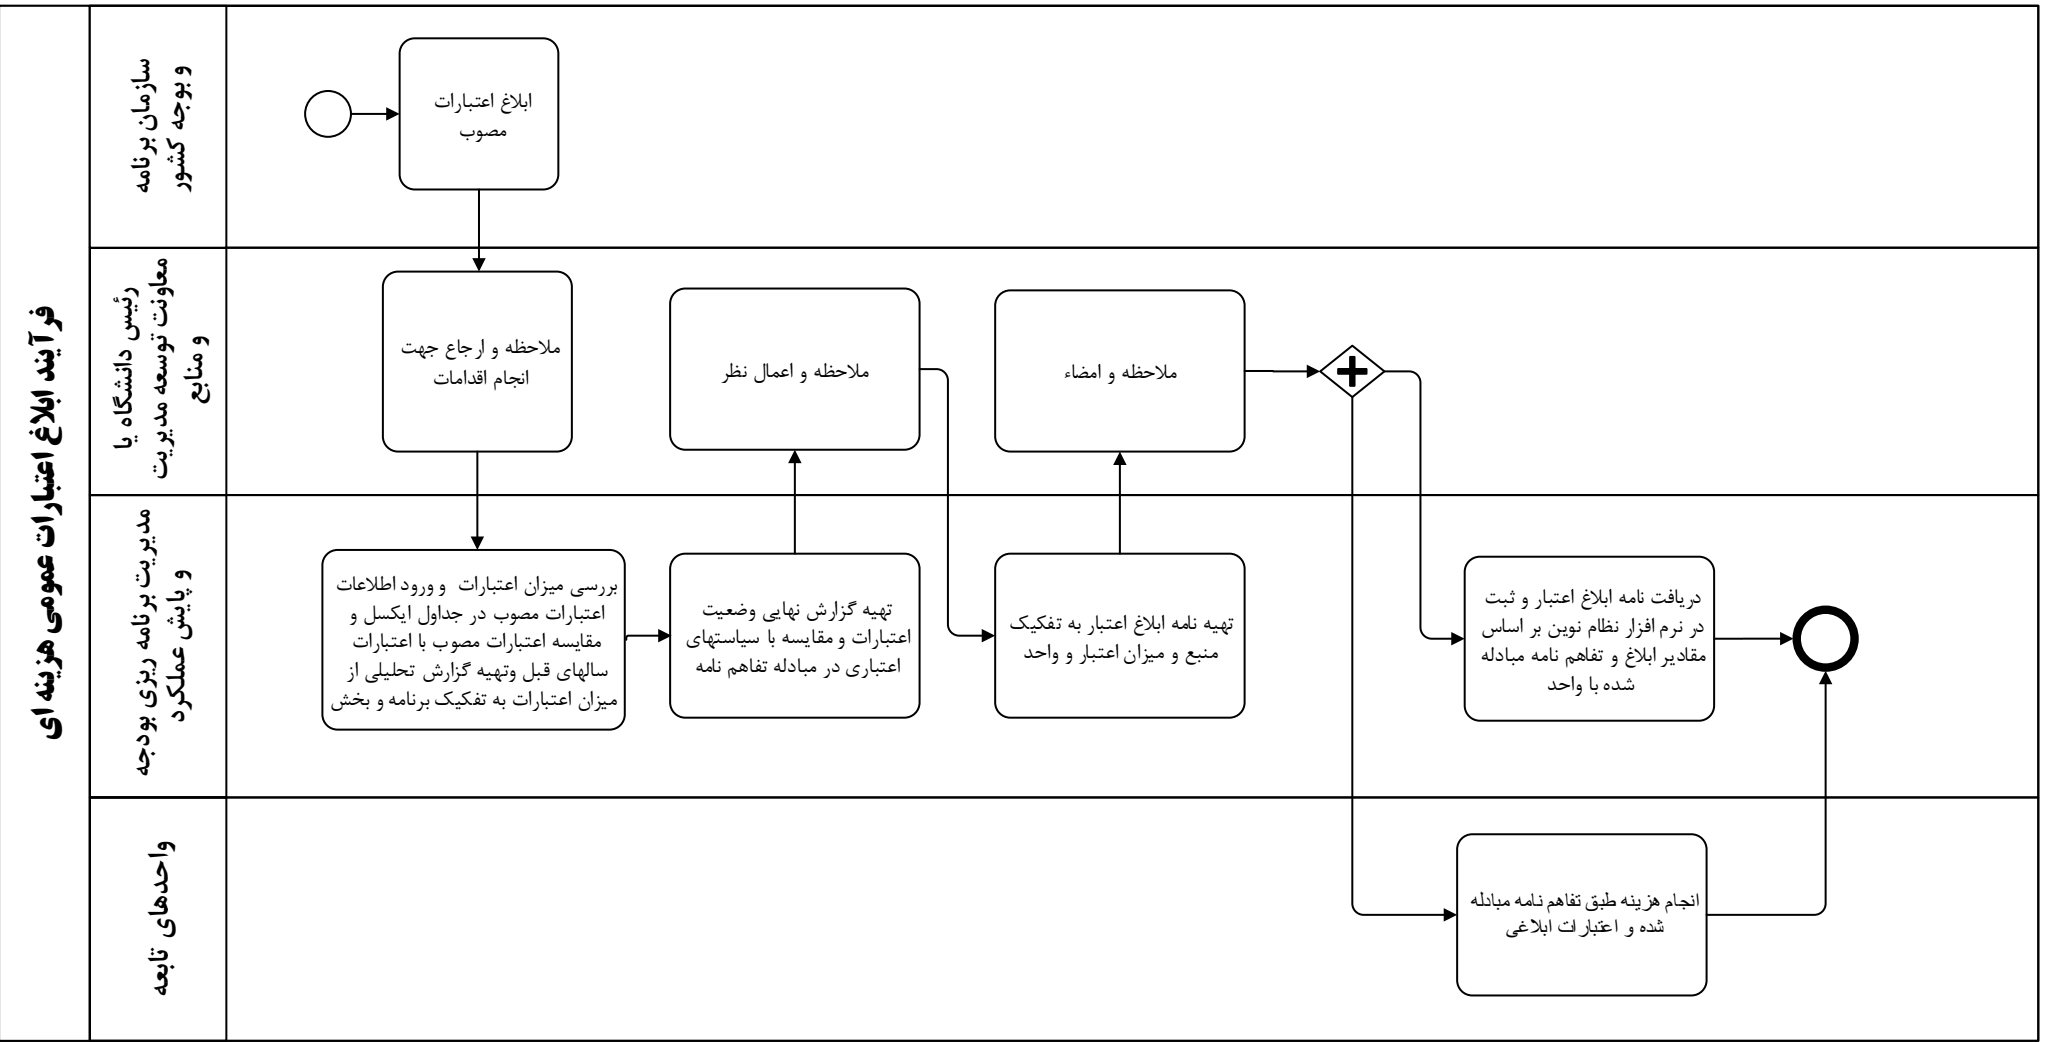 فرآیند ابلاغ اعتبارات عمومی هزینه ای
سازمان برنامه
و بوجه کشور
ابلاغ اعتبارات
مصوب
رئیس دانشگاه یا
معاونت توسعه مدیریت
و منابع
ملاحظه و ارجاع جهت
انجام اقدامات
ملاحظه و اعمال نظر
ملاحظه و امضاء
مدیریت برنامه ریزی بودجه
و پایش عملکرد
بررسی میزان اعتبارات و ورود اطلاعات
اعتبارات مصوب در جداول ایکسل و
مقایسه اعتبارات مصوب با اعتبارات
سالهای قبل وتهیه گزارش تحلیلی از
میزان اعتبارات به تفکیک برنامه و بخش
تهیه گزارش نهایی وضعیت
اعتبارات و مقایسه با سیاستهای
اعتباری در مبادله تفاهم نامه
تهیه نامه ابلاغ اعتبار به تفکیک
منبع و میزان اعتبار و واحد
دریافت نامه ابلاغ اعتبار و ثبت
در نرم افزار نظام نوین بر اساس
مقادیر ابلاغ و تفاهم نامه مبادله
شده با واحد
واحدهای تابعه
انجام هزینه طبق تفاهم نامه مبادله
شده و اعتبارات ابلاغی